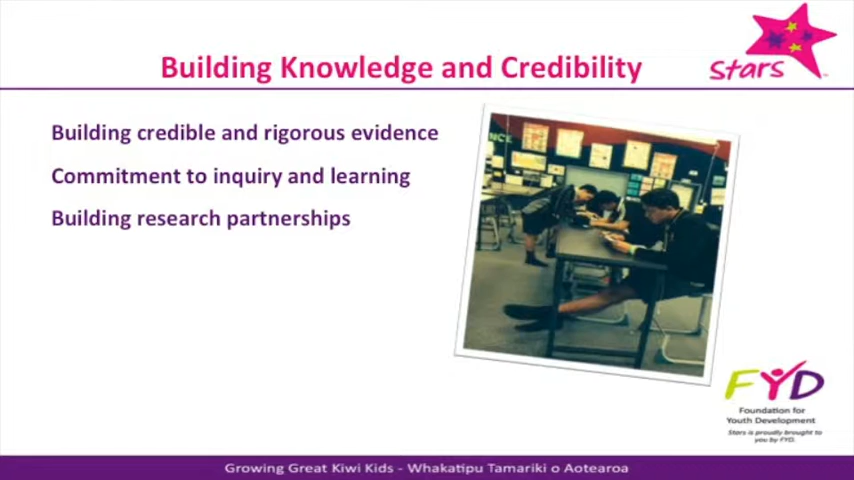 Building Knowledge and Credibility
Stars
Building credible and rigorous evidence
Commitment to inquiry and learning
Building research partnerships
FYD
Foundation for
Youth Development
Stars is proudly brought to
you by FYD.
Growing Great Kiwi Kids - Whakatipu Tamariki o Aotearoa